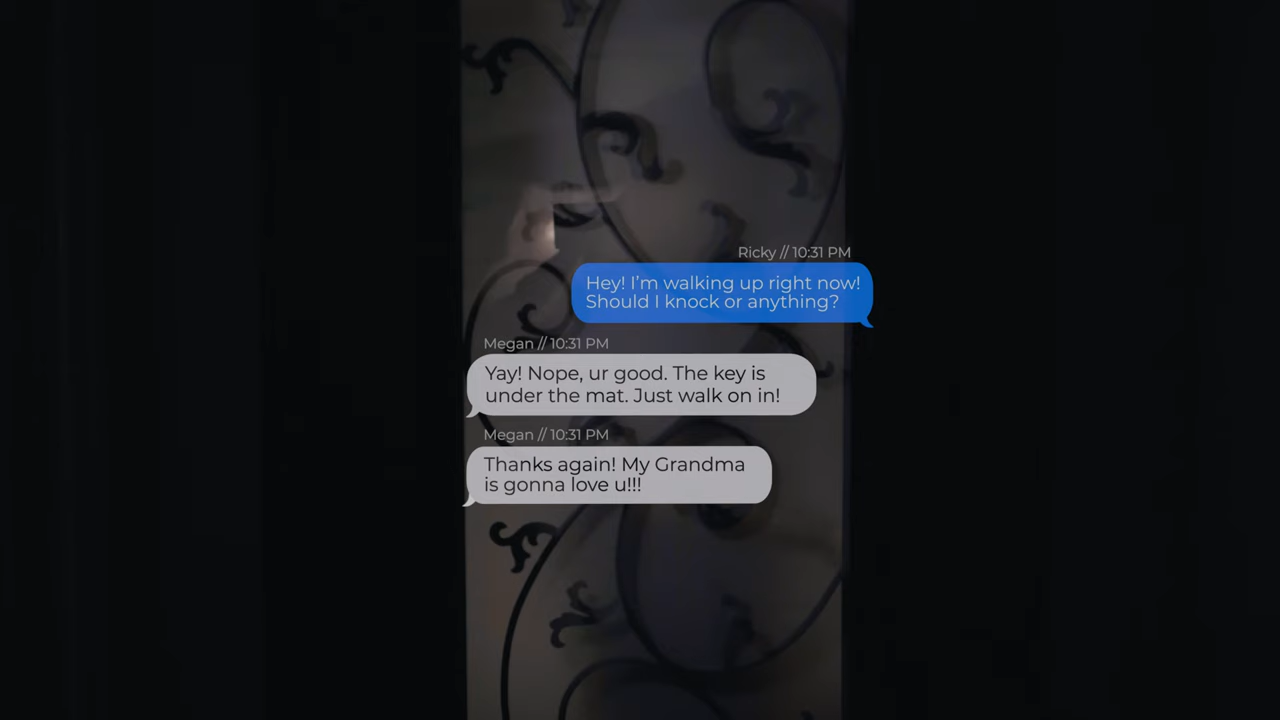 Ricky // 10:31 PM
Hey! I’m walking up right now!
Should I knock or anything?
Megan // 10:31 PM
Yay! Nope, ur good. The key is
under the mat. Just walk on in!
Megan // 10:31 PM
Thanks again! My Grandma
is gonna love u!!!